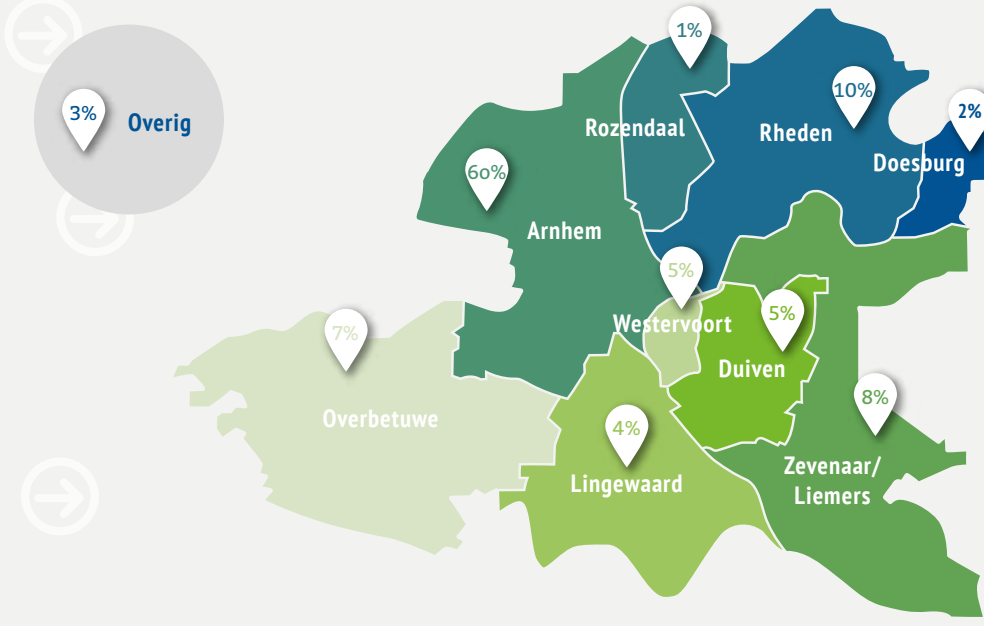 1%
10%
2%
3%
Overig
Rozendaal
Rheden
Doesburg
60%
Arnhem
5%
Westervoort
5%
Duiven
7%
Overbetuwe
8%
4%
Lingewaard
Zevenaar/
Liemers